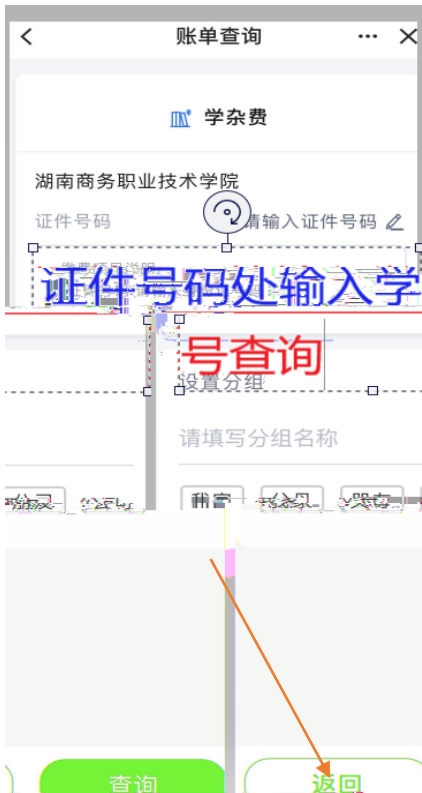 账单查询
学杂费
湖南商务职业技术学院
证件号码
请输入证件号码
证件号码处输入学
号查询
设置分组
请填写分组名称
查询
返回